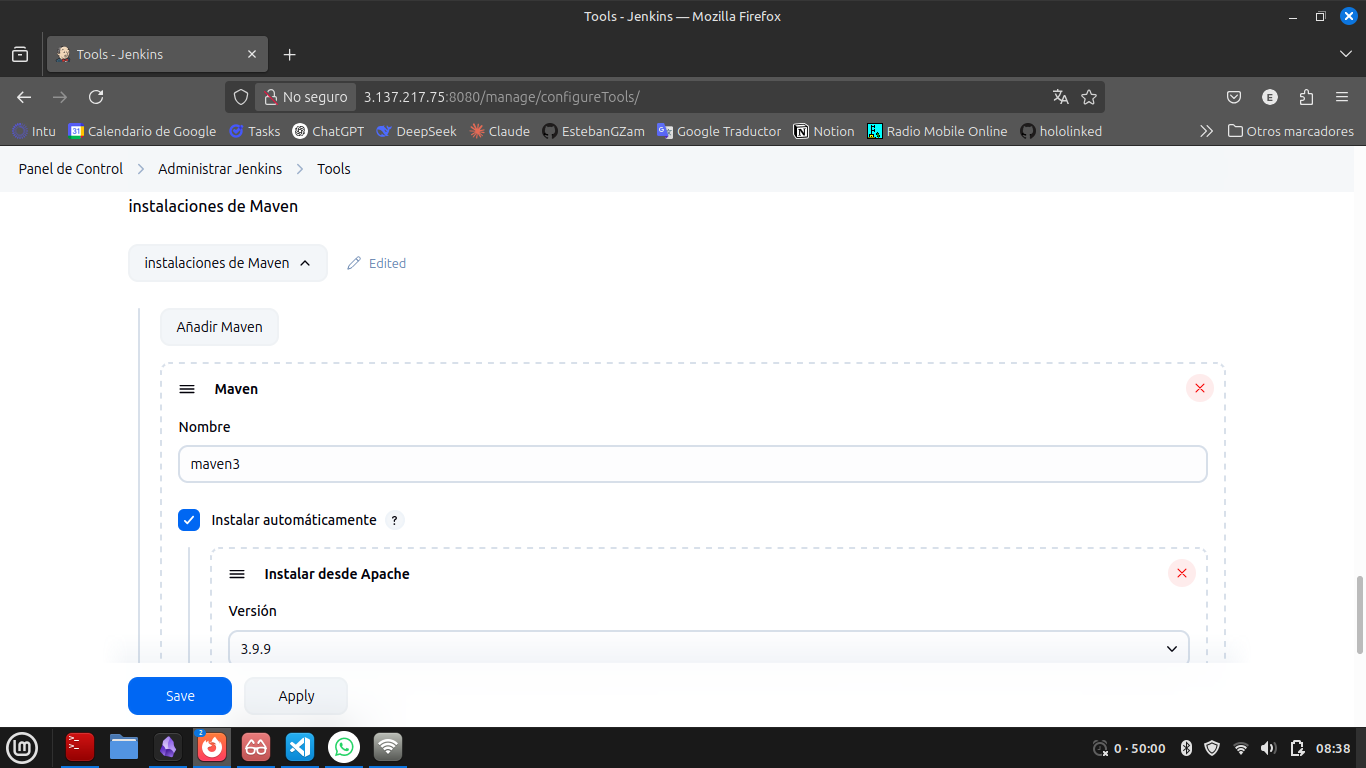 Tools - Jenkins — Mozilla Firefox
Tools - Jenkins
No seguro 3.137.217.75:8080/manage/configureTools/
E
Intu 31 Calendario de Google Tasks ChatGPT DeepSeek Claude EstebanGZam Google Traductor Notion Radio Mobile Online hololinked Otros marcadores
Panel de Control Administrar Jenkins Tools
instalaciones de Maven
instalaciones de Maven Edited
Añadir Maven
Maven
Nombre
maven3
Instalar automáticamente ?
Instalar desde Apache
Versión
3.9.9
Save Apply
2
0 · 50:00 08:38